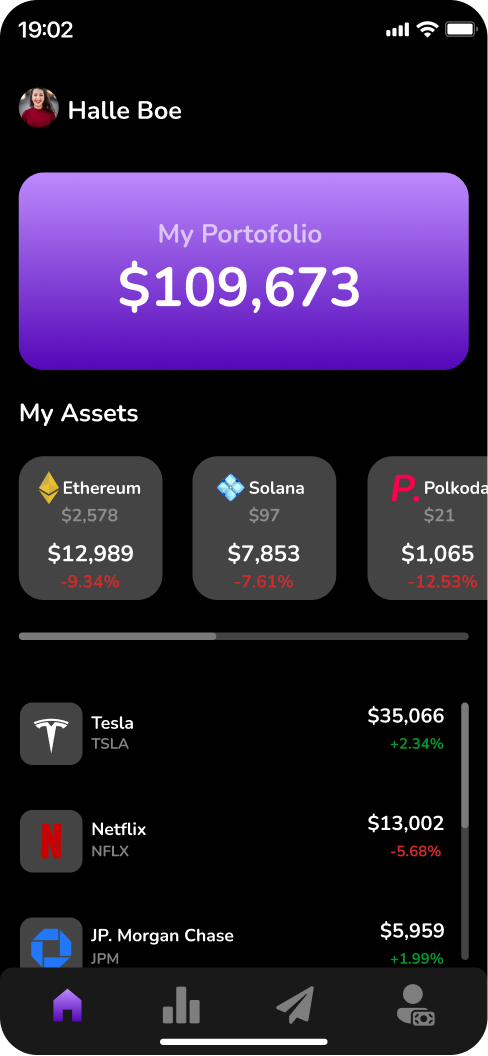 19:02
Halle Boe
My Portofolio
$109,673
My Assets
Ethereum
$2,578
$12,989
-9.34%
Solana
$97
$7,853
-7.61%
Polkoda
$21
$1,065
-12.53%
Tesla
TSLA
$35,066
+2.34%
Netflix
NFLX
$13,002
-5.68%
JP. Morgan Chase
JPM
$5,959
+1.99%